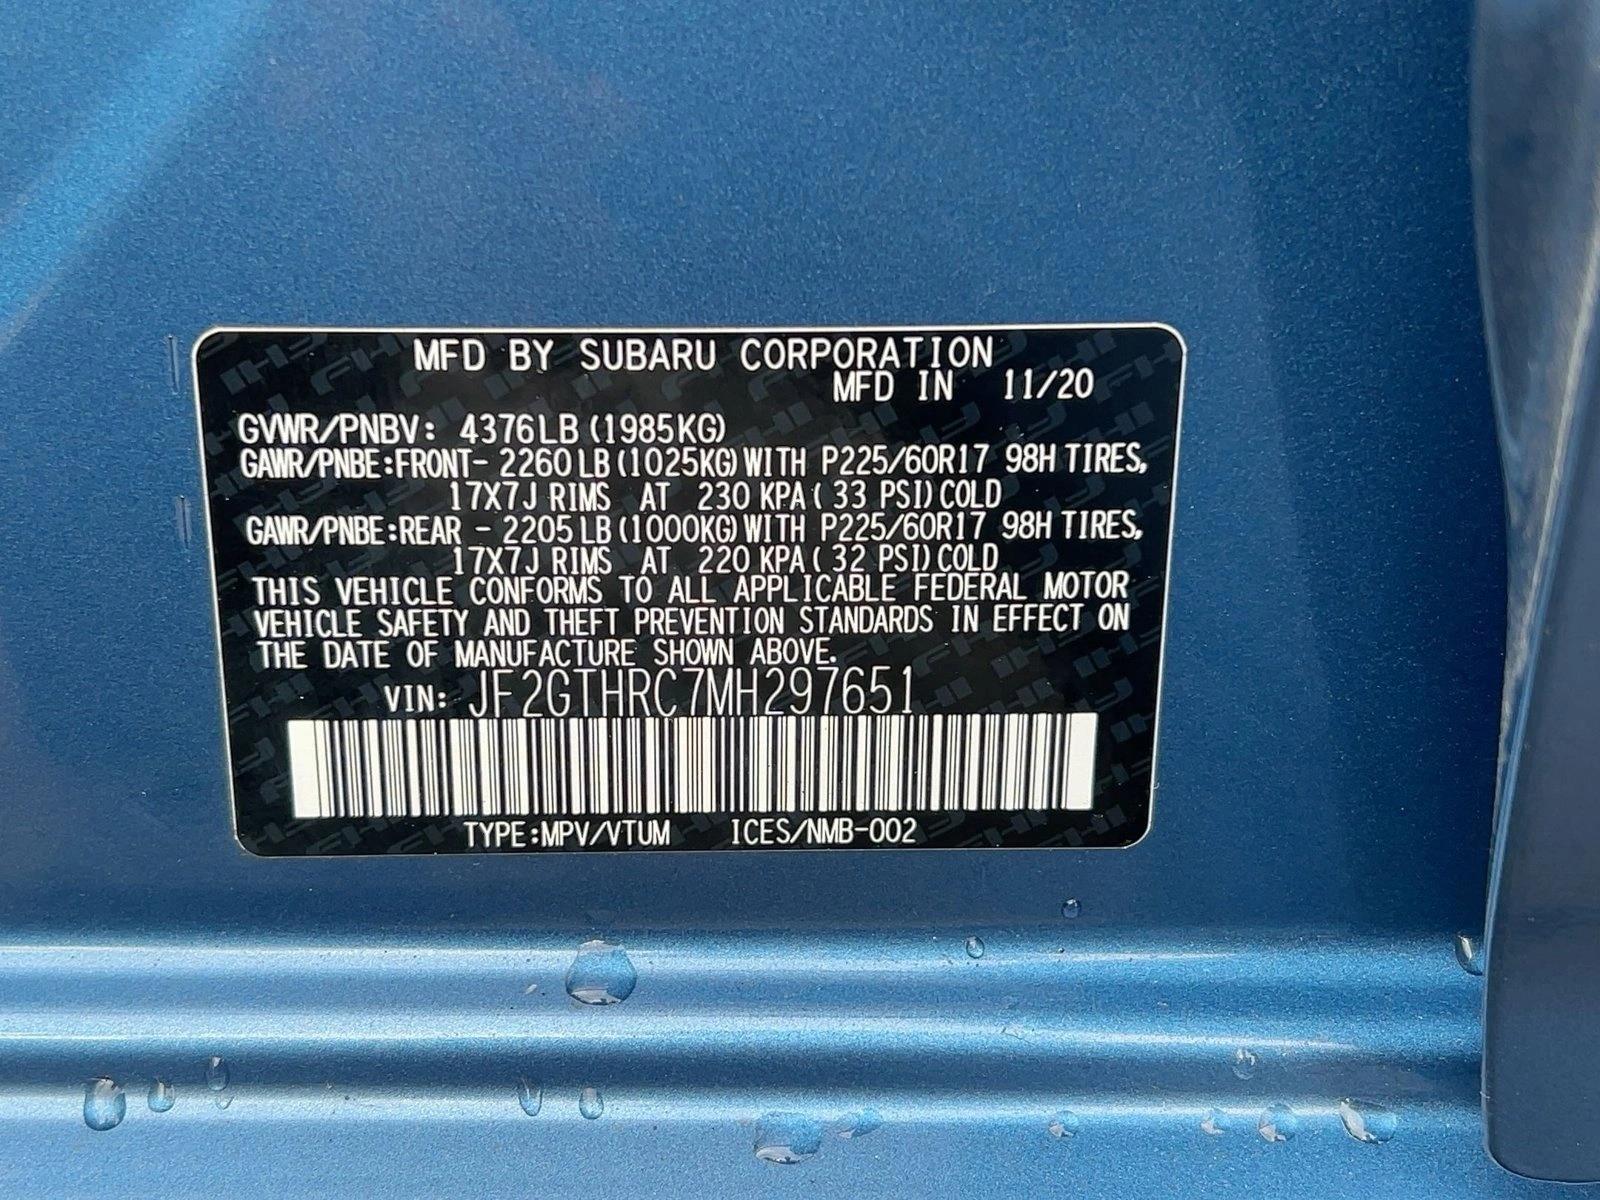 MFD BY SUBARU CORPORATION
MFD IN 11/20
GVWR/PNBV: 4376LB (1985KG)
GAWR/PNBE:FRONT- 2260LB (1025KG) WITH P225/60R17 98H TIRES,
17X7J RIMS AT 230 KPA ( 33 PSI) COLD
GAWR/PNBE:REAR - 2205LB (1000KG) WITH P225/60R17 98H TIRES,
17X7J RIMS AT 220 KPA ( 32 PSI) COLD
THIS VEHICLE CONFORMS TO ALL APPLICABLE FEDERAL MOTOR
VEHICLE SAFETY AND THEFT PREVENTION STANDARDS IN EFFECT ON
THE DATE OF MANUFACTURE SHOWN ABOVE.
VIN: JF2GTHRC7MH297651
TYPE:MPV/VTUM ICES/NMB-002